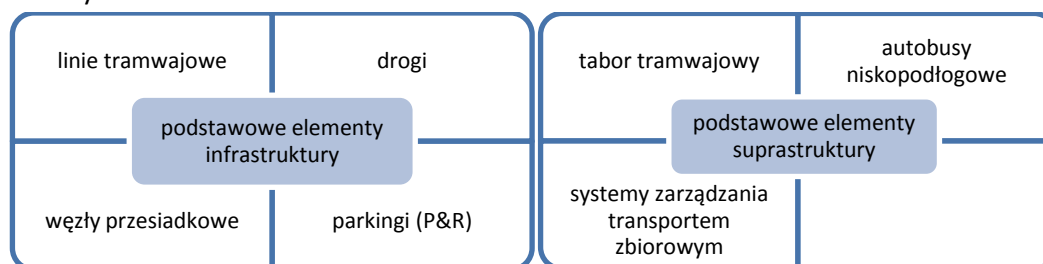 linie tramwajowe
drogi
podstawowe elementy
infrastruktury
węzły przesiadkowe
parkingi (P&R)
tabor tramwajowy
autobusy
niskopodłogowe
podstawowe elementy
suprastruktury
systemy zarządzania
transportem
zbiorowym